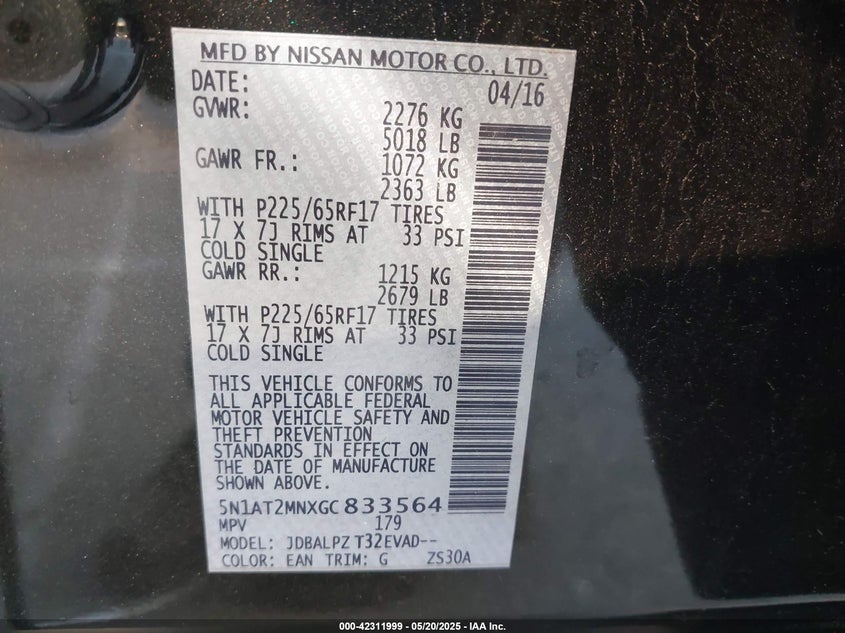 MFD BY NISSAN MOTOR CO., LTD.
DATE: 04/16
GVWR: 2276 KG
5018 LB
GAWR FR.: 1072 KG
2363 LB
WITH P225/65RF17 TIRES
17 X 7J RIMS AT 33 PSI
COLD SINGLE
GAWR RR.: 1215 KG
2679 LB
WITH P225/65RF17 TIRES
17 X 7J RIMS AT 33 PSI
COLD SINGLE
THIS VEHICLE CONFORMS TO
ALL APPLICABLE FEDERAL
MOTOR VEHICLE SAFETY AND
THEFT PREVENTION
STANDARDS IN EFFECT ON
THE DATE OF MANUFACTURE
SHOWN ABOVE.
5N1AT2MNXGC833564
MPV 179
MODEL: JDBALPZ T32EVAD--
COLOR: EAN TRIM: G ZS30A
000-42311999 — 05/20/2025 — IAA Inc.